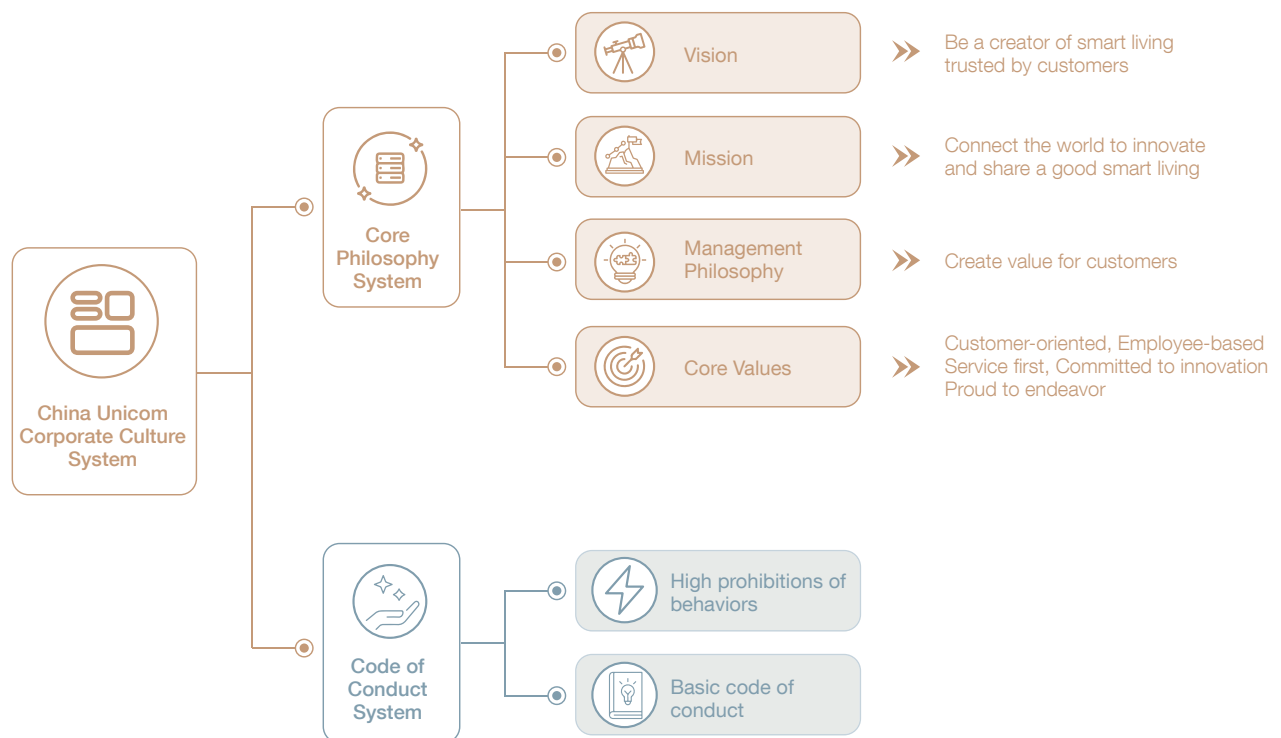 China Unicom
Corporate Culture
System
Core
Philosophy
System
Vision
Be a creator of smart living
trusted by customers
Mission
Connect the world to innovate
and share a good smart living
Management
Philosophy
Create value for customers
Core Values
Customer-oriented, Employee-based
Service first, Committed to innovation
Proud to endeavor
Code of
Conduct
System
High prohibitions of
behaviors
Basic code of
conduct